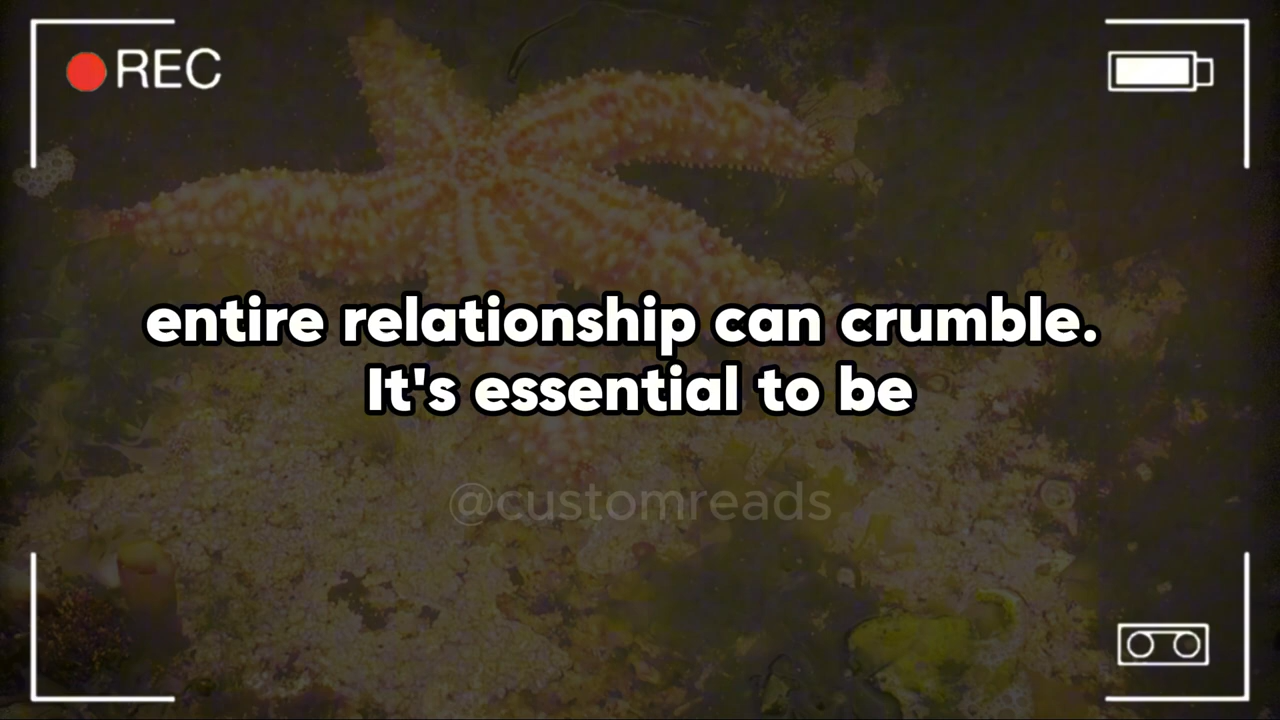 REC
entire relationship can crumble.
It's essential to be
@customreads